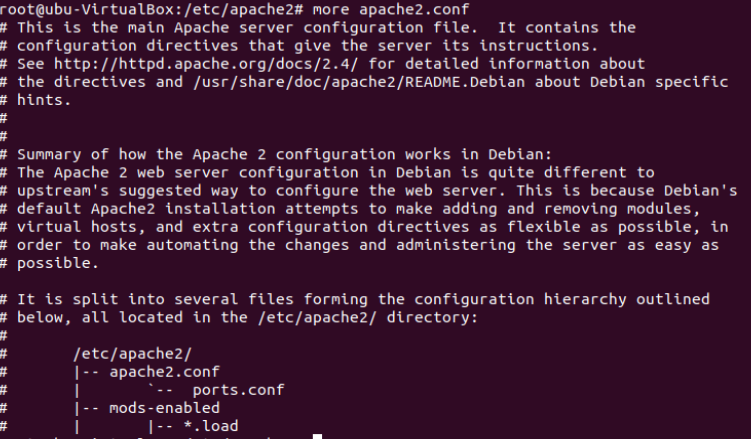 root@ubu-VirtualBox:/etc/apache2# more apache2.conf
# This is the main Apache server configuration file.  It contains the
# configuration directives that give the server its instructions.
# See http://httpd.apache.org/docs/2.4/ for detailed information about
# the directives and /usr/share/doc/apache2/README.Debian about Debian specific
# hints.
#
#
# Summary of how the Apache 2 configuration works in Debian:
# The Apache 2 web server configuration in Debian is quite different to
# upstream's suggested way to configure the web server. This is because Debian's
# default Apache2 installation attempts to make adding and removing modules,
# virtual hosts, and extra configuration directives as flexible as possible, in
# order to make automating the changes and administering the server as easy as
# possible.

# It is split into several files forming the configuration hierarchy outlined
# below, all located in the /etc/apache2/ directory:
#
#       /etc/apache2/
#       |-- apache2.conf
#       |       `--  ports.conf
#       |-- mods-enabled
#       |       |-- *.load